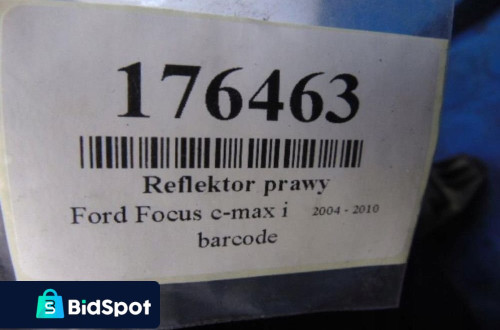 176463
Reflektor prawy
Ford Focus c-max i 2004 - 2010
barcode
S
BidSpot